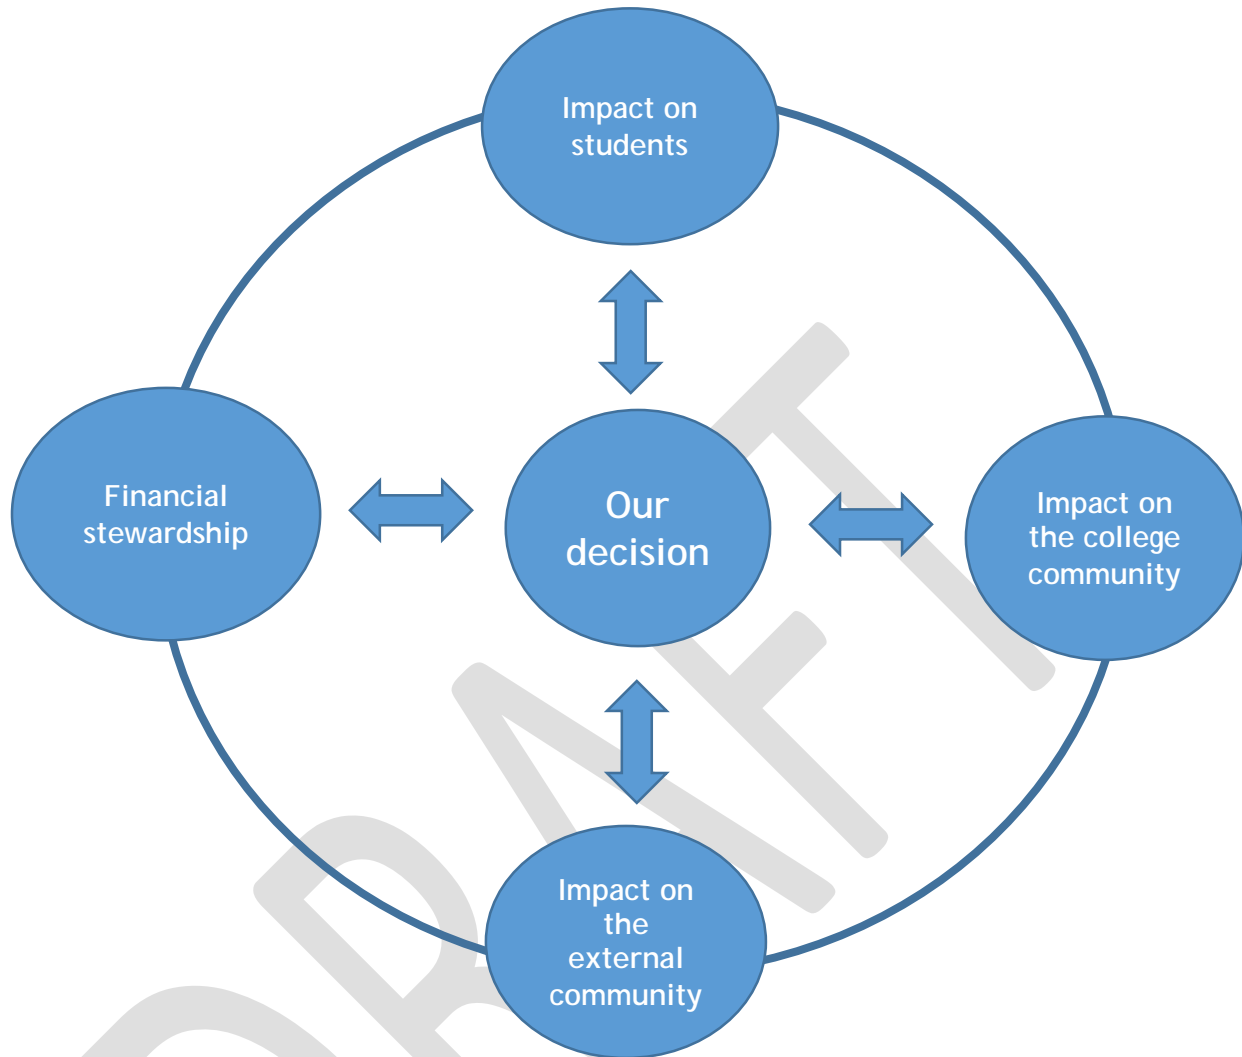 Impact on
students
Financial
stewardship
Our
decision
Impact on
the college
community
Impact on
the
external
community
DRAFT